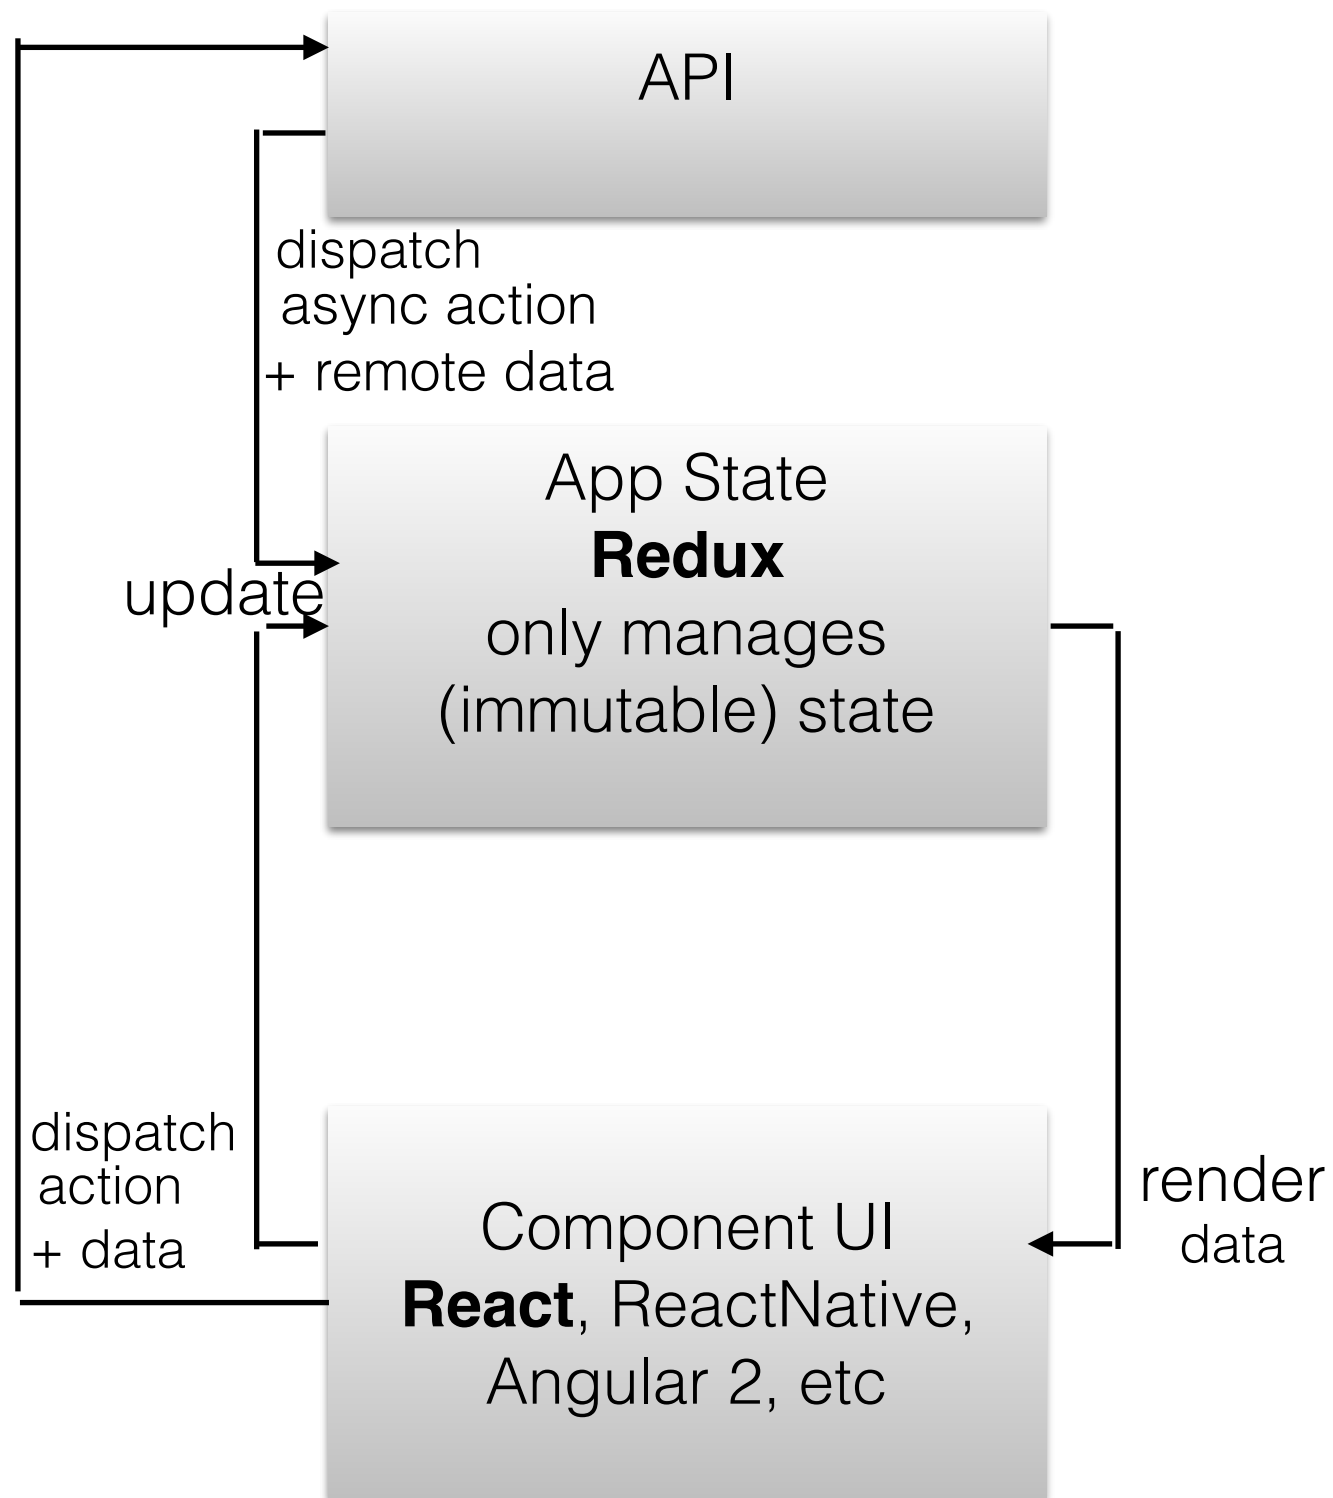 API
dispatch
async action
+ remote data
App State
Redux
only manages
(immutable) state
update
dispatch
action
+ data
Component UI
React, ReactNative,
Angular 2, etc
render
data